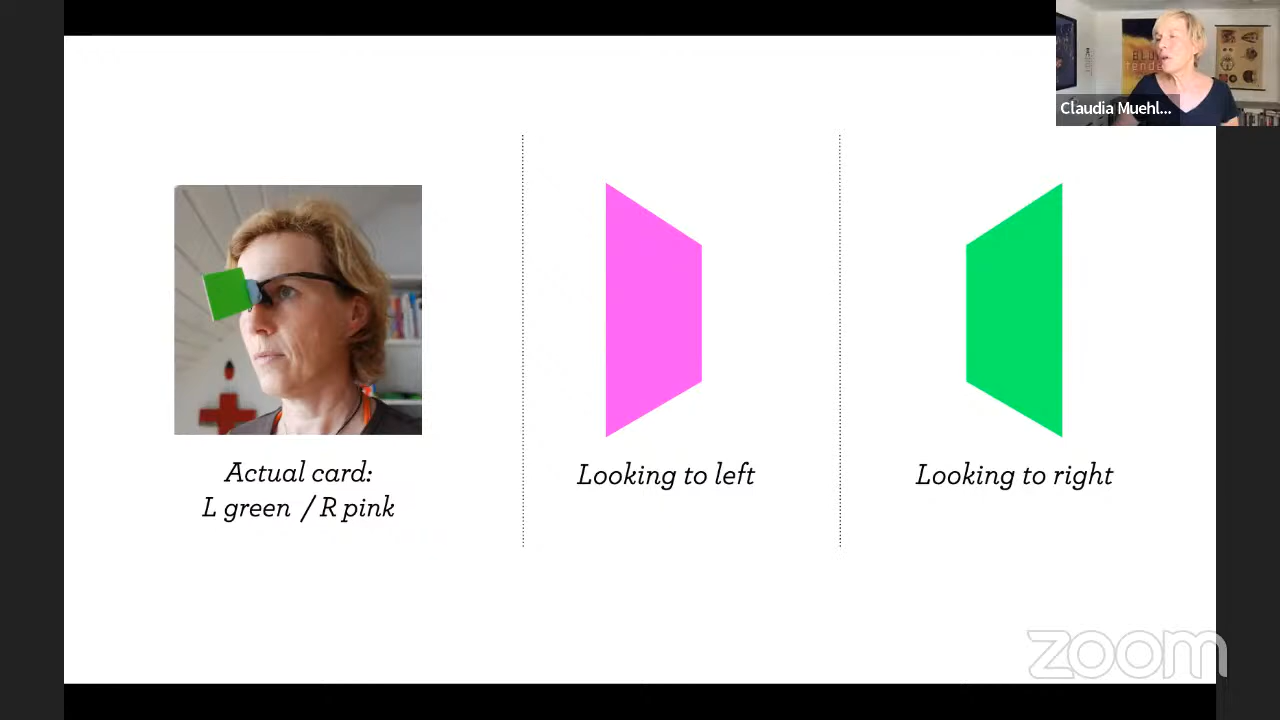 Claudia Muehl...
Actual card:
L green / R pink
Looking to left
Looking to right
zoom